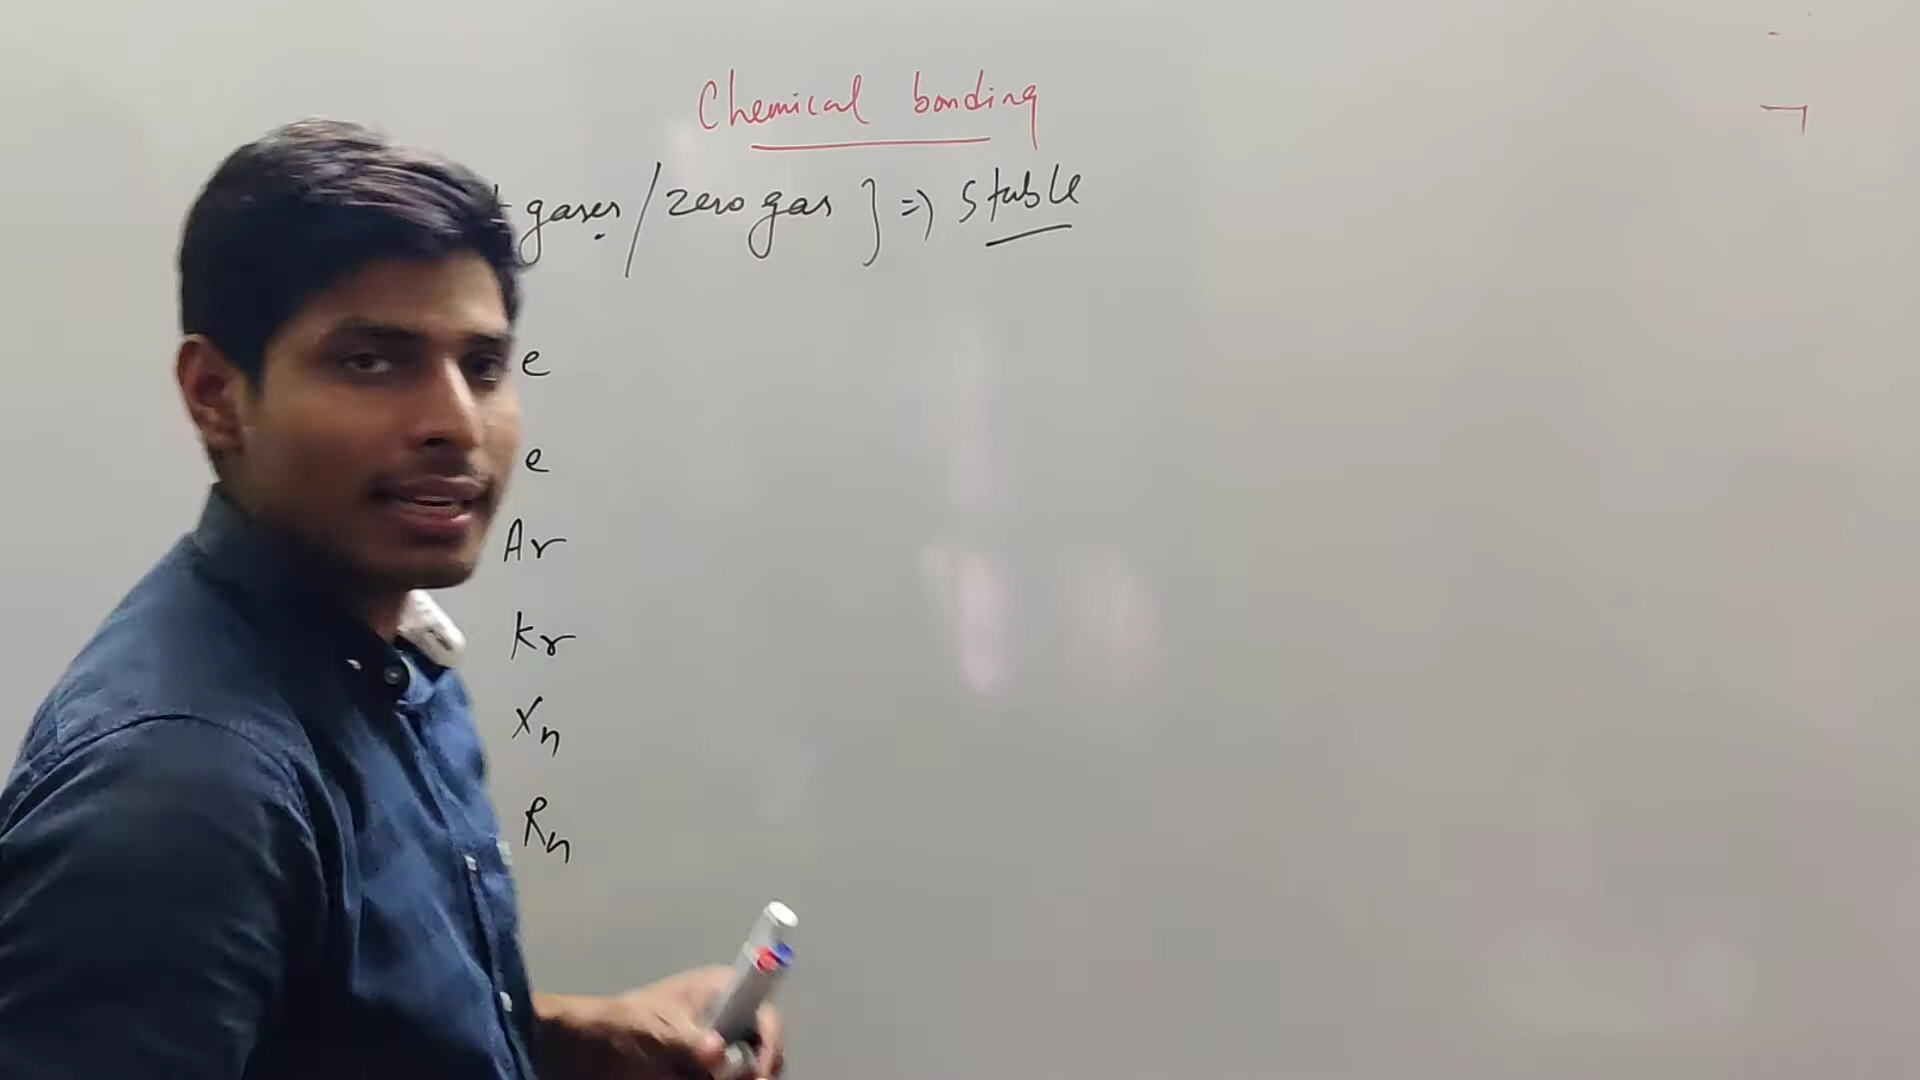 Chemical bonding
gases / zero gas } => stable
e
e
Ar
Kr
Xn
Rn